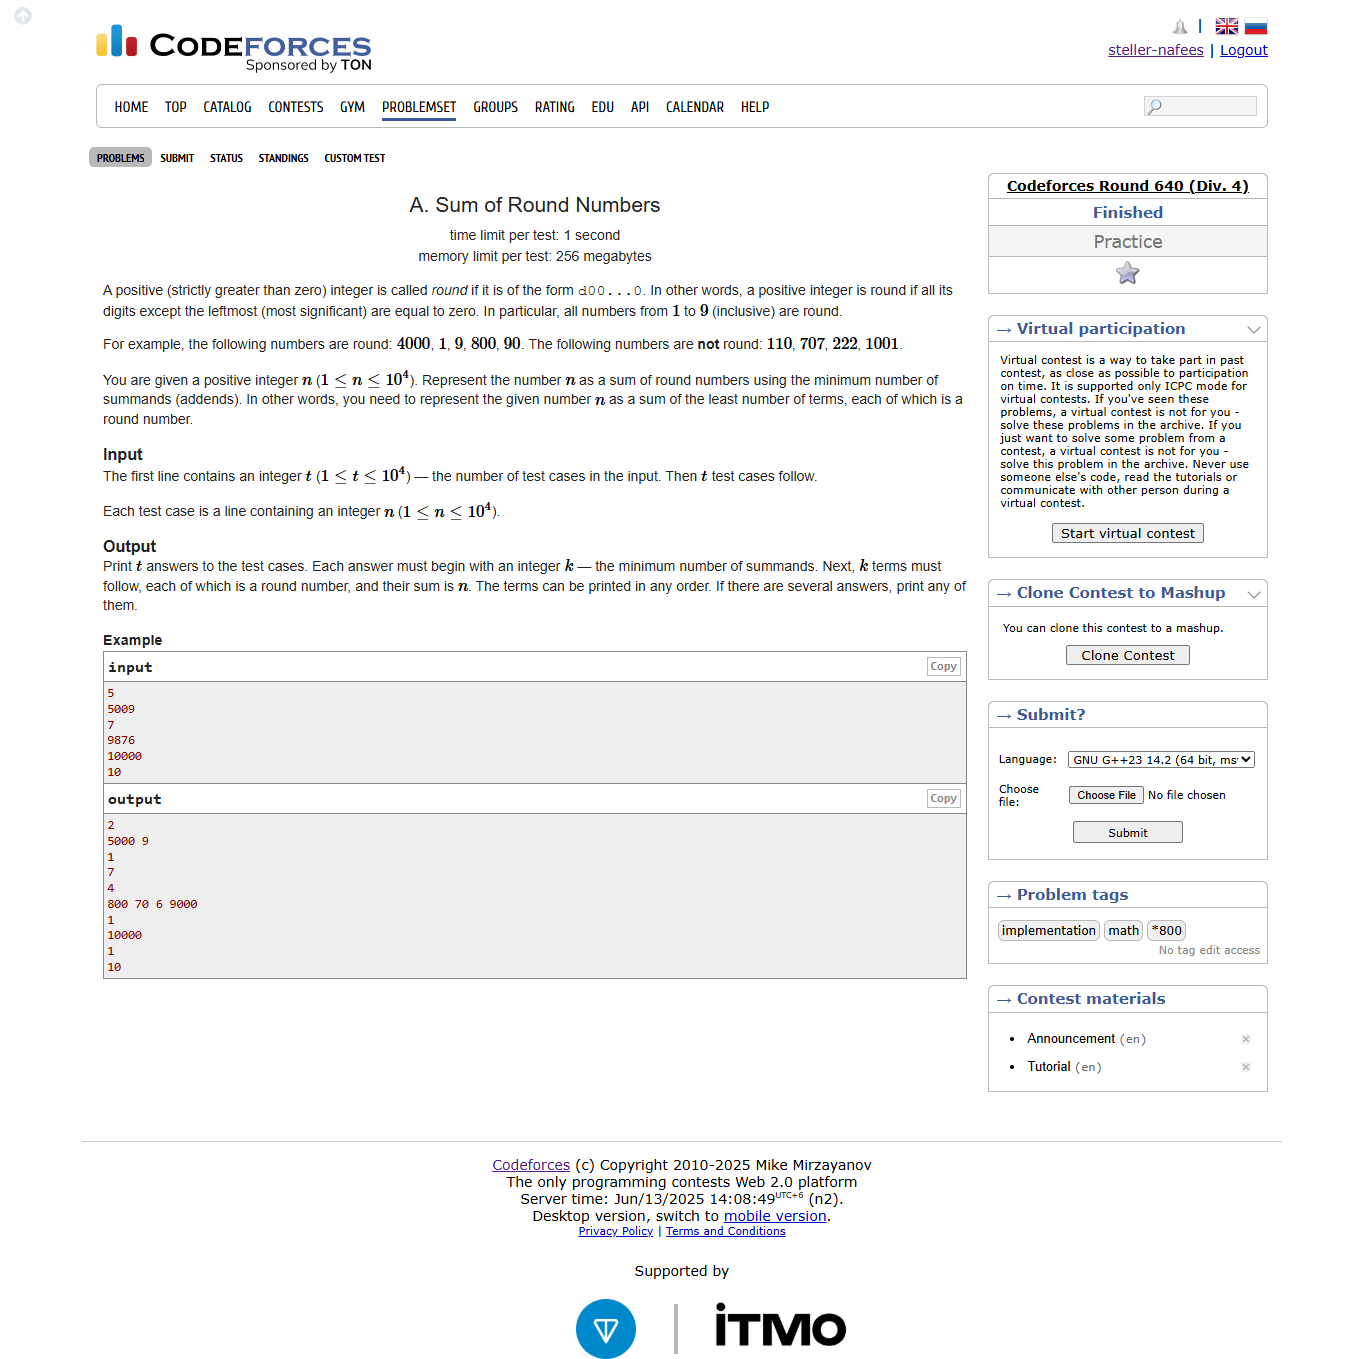 CODEFORCES
Sponsored by TON
|
steller-nafees | Logout
HOME TOP CATALOG CONTESTS GYM PROBLEMSET GROUPS RATING EDU API CALENDAR HELP
PROBLEMS SUBMIT STATUS STANDINGS CUSTOM TEST
A. Sum of Round Numbers
time limit per test: 1 second
memory limit per test: 256 megabytes
A positive (strictly greater than zero) integer is called round if it is of the form d00...0. In other words, a positive integer is round if all its
digits except the leftmost (most significant) are equal to zero. In particular, all numbers from 1 to 9 (inclusive) are round.
For example, the following numbers are round: 4000, 1, 9, 800, 90. The following numbers are not round: 110, 707, 222, 1001.
You are given a positive integer n (1 ≤ n ≤ 10⁴). Represent the number n as a sum of round numbers using the minimum number of
summands (addends). In other words, you need to represent the given number n as a sum of the least number of terms, each of which is a
round number.
Input
The first line contains an integer t (1 ≤ t ≤ 10⁴) — the number of test cases in the input. Then t test cases follow.
Each test case is a line containing an integer n (1 ≤ n ≤ 10⁴).
Output
Print t answers to the test cases. Each answer must begin with an integer k — the minimum number of summands. Next, k terms must
follow, each of which is a round number, and their sum is n. The terms can be printed in any order. If there are several answers, print any of
them.
Example
input Copy
5
5009
7
9876
10000
10
output Copy
2
5000 9
1
7
4
800 70 6 9000
1
10000
1
10
Codeforces Round 640 (Div. 4)
Finished
Practice
→ Virtual participation
Virtual contest is a way to take part in past
contest, as close as possible to participation
on time. It is supported only ICPC mode for
virtual contests. If you've seen these
problems, a virtual contest is not for you -
solve these problems in the archive. If you
just want to solve some problem from a
contest, a virtual contest is not for you -
solve this problem in the archive. Never use
someone else's code, read the tutorials or
communicate with other person during a
virtual contest.
Start virtual contest
→ Clone Contest to Mashup
You can clone this contest to a mashup.
Clone Contest
→ Submit?
Language: GNU G++23 14.2 (64 bit, ms
Choose
file: Choose File No file chosen
Submit
→ Problem tags
implementation math *800
No tag edit access
→ Contest materials
• Announcement (en) ×
• Tutorial (en) ×
Codeforces (c) Copyright 2010-2025 Mike Mirzayanov
The only programming contests Web 2.0 platform
Server time: Jun/13/2025 14:08:49 UTC+6 (n2).
Desktop version, switch to mobile version.
Privacy Policy | Terms and Conditions
Supported by
iTMO